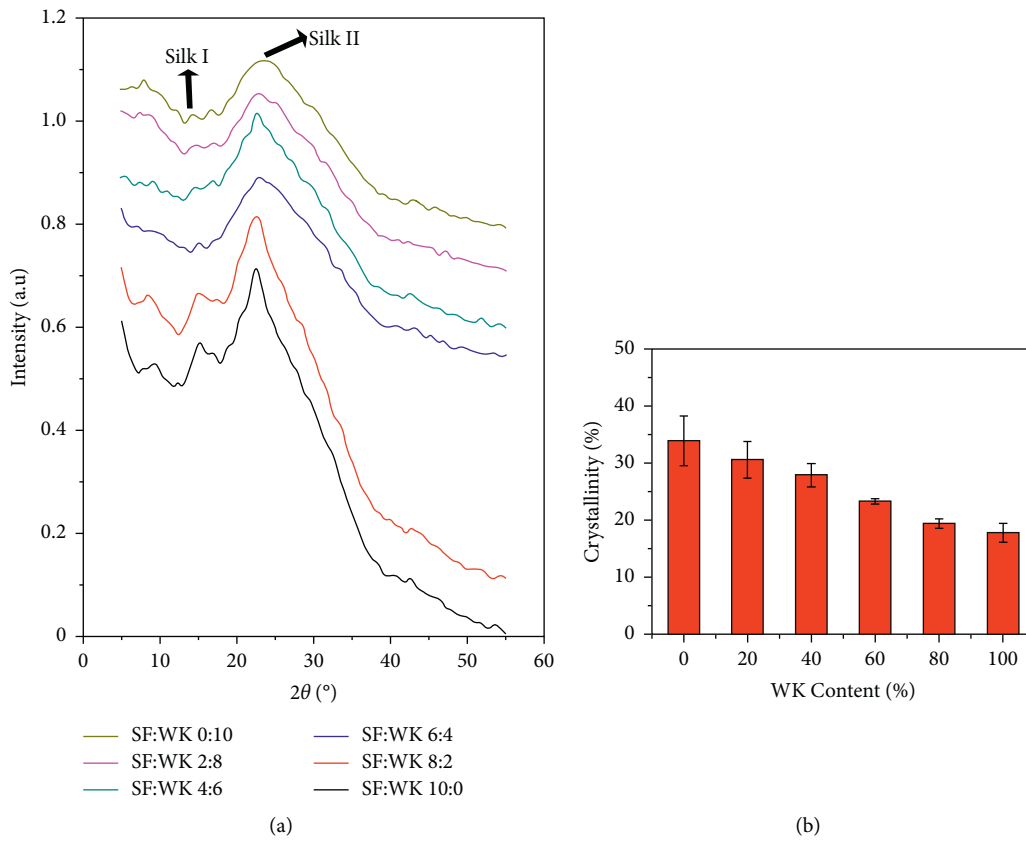 1.2
1.0
0.8
0.6
0.4
0.2
0
Intensity (a.u)
Silk I
Silk II
0 10 20 30 40 50 60
2θ (°)
SF:WK 0:10
SF:WK 2:8
SF:WK 4:6
SF:WK 6:4
SF:WK 8:2
SF:WK 10:0
(a)
50
40
30
20
10
0
Crystallinity (%)
0 20 40 60 80 100
WK Content (%)
(b)